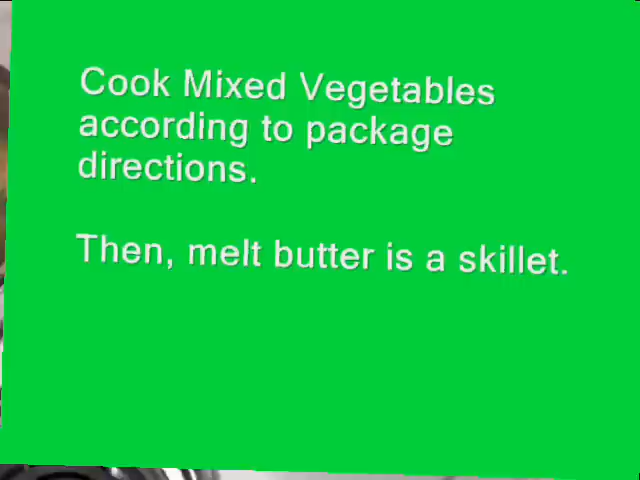 Cook Mixed Vegetables
according to package
directions.
Then, melt butter is a skillet.